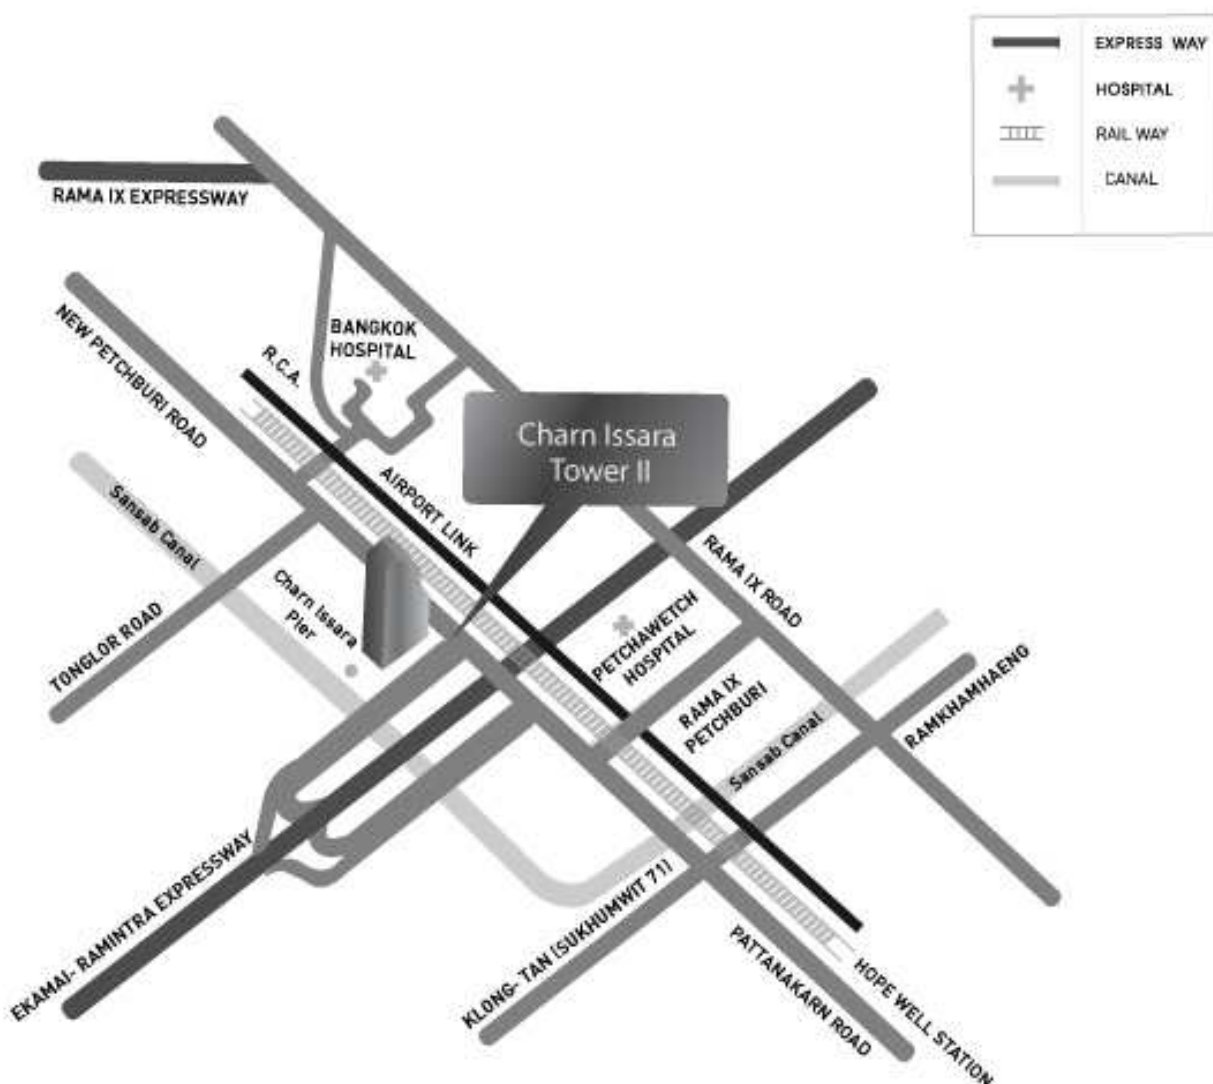 EXPRESS WAY
HOSPITAL
RAIL WAY
CANAL
RAMA IX EXPRESSWAY
NEW PETCHBURI ROAD
R.C.A.
BANGKOK
HOSPITAL
Charn Issara
Tower II
AIRPORT LINK
Sansab Canal
Charn Issara
Pier
TONGLOR ROAD
RAMA IX ROAD
PETCHAWETCH
HOSPITAL
RAMA IX
PETCHBURI
Sansab Canal
RAMKHAMHAENG
EKAMAI- RAMINTRA EXPRESSWAY
KLONG- TAN (SUKHUMWIT 71)
PATTANAKARN ROAD
HOPE WELL STATION